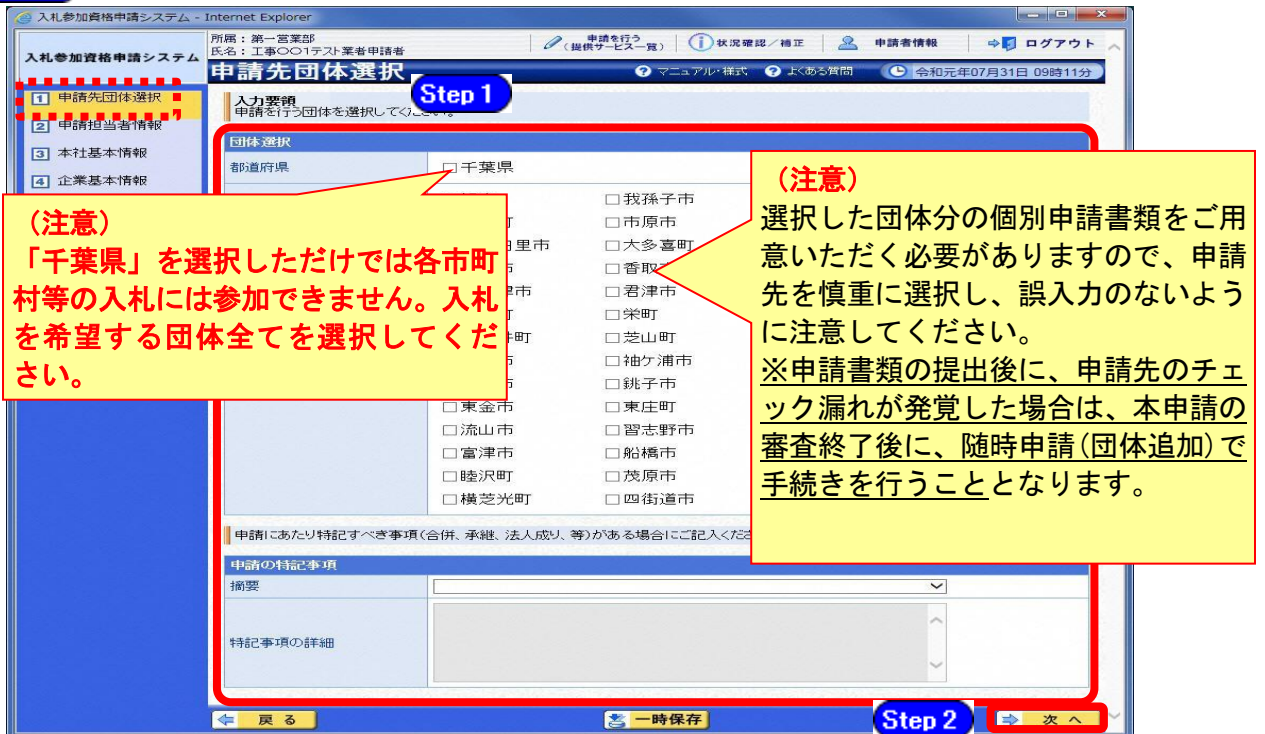 入札参加資格申請システム - Internet Explorer
入札参加資格申請システム
所属：第一営業部
氏名：工事〇〇1テスト業者申請者
申請を行う
(提供サービス一覧)
状況確認／補正
申請者情報
ログアウト
申請先団体選択
マニュアル・様式
よくある質問
令和元年07月31日 09時11分
1 申請先団体選択
2 申請担当者情報
3 本社基本情報
4 企業基本情報
Step 1
入力要領
申請を行う団体を選択してくだ
団体選択
都道府県
□千葉県
□我孫子市
□市原市
里市 □大多喜町
□香取
市 □君津市
□栄町
町 □芝山町
□袖ケ浦市
□銚子市
□東金市 □東庄町
□流山市 □習志野市
□富津市 □船橋市
□睦沢町 □茂原市
□横芝光町 □四街道市
（注意）
「千葉県」を選択しただけでは各市町
村等の入札には参加できません。入札
を希望する団体全てを選択してくだ
さい。
（注意）
選択した団体分の個別申請書類をご用
意いただく必要がありますので、申請
先を慎重に選択し、誤入力のないよう
に注意してください。
※申請書類の提出後に、申請先のチェ
ック漏れが発覚した場合は、本申請の
審査終了後に、随時申請(団体追加)で
手続きを行うこととなります。
申請にあたり特記すべき事項(合併、承継、法人成り、等)がある場合にご記入くださ
申請の特記事項
摘要
特記事項の詳細
戻る
一時保存
Step 2
次へ